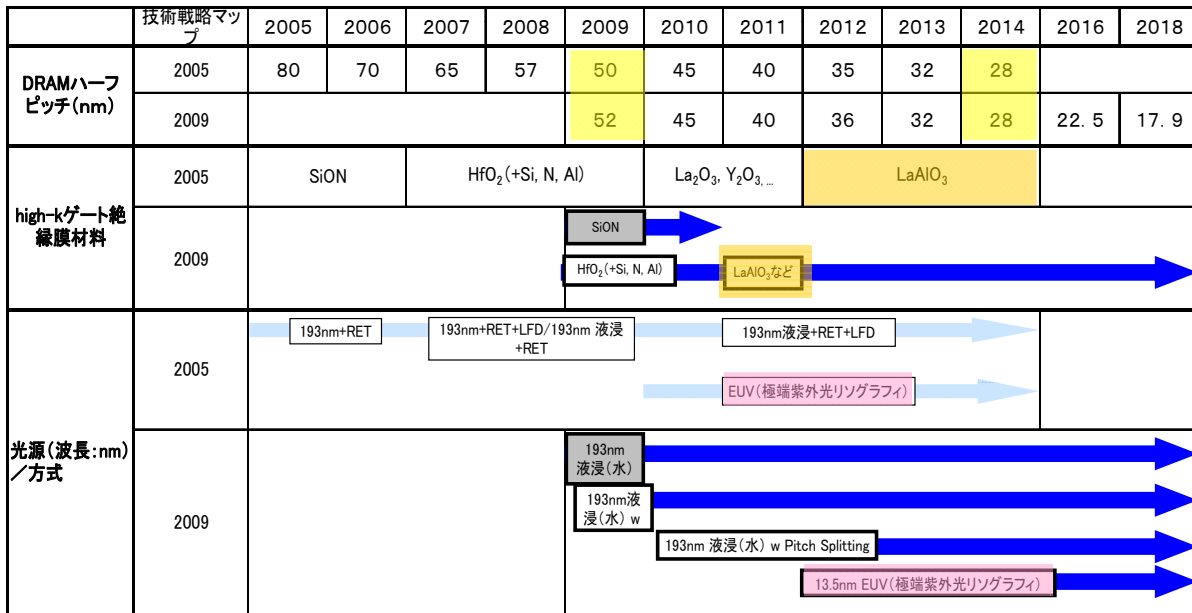 技術戦略マップ 2005 2006 2007 2008 2009 2010 2011 2012 2013 2014 2016 2018
DRAMハーフ
ピッチ(nm)
2005 80 70 65 57 50 45 40 35 32 28
2009 52 45 40 36 32 28 22.5 17.9
high-kゲート絶
縁膜材料
2005 SiON HfO₂(+Si, N, Al) La₂O₃, Y₂O₃, ... LaAlO₃
2009
SiON
HfO₂(+Si, N, Al) LaAlO₃など
光源(波長:nm)
/方式
2005
193nm+RET
193nm+RET+LFD/193nm 液浸
+RET
193nm液浸+RET+LFD
EUV(極端紫外光リソグラフィ)
2009
193nm
液浸(水)
193nm液
浸(水) w
193nm 液浸(水) w Pitch Splitting
13.5nm EUV(極端紫外光リソグラフィ)